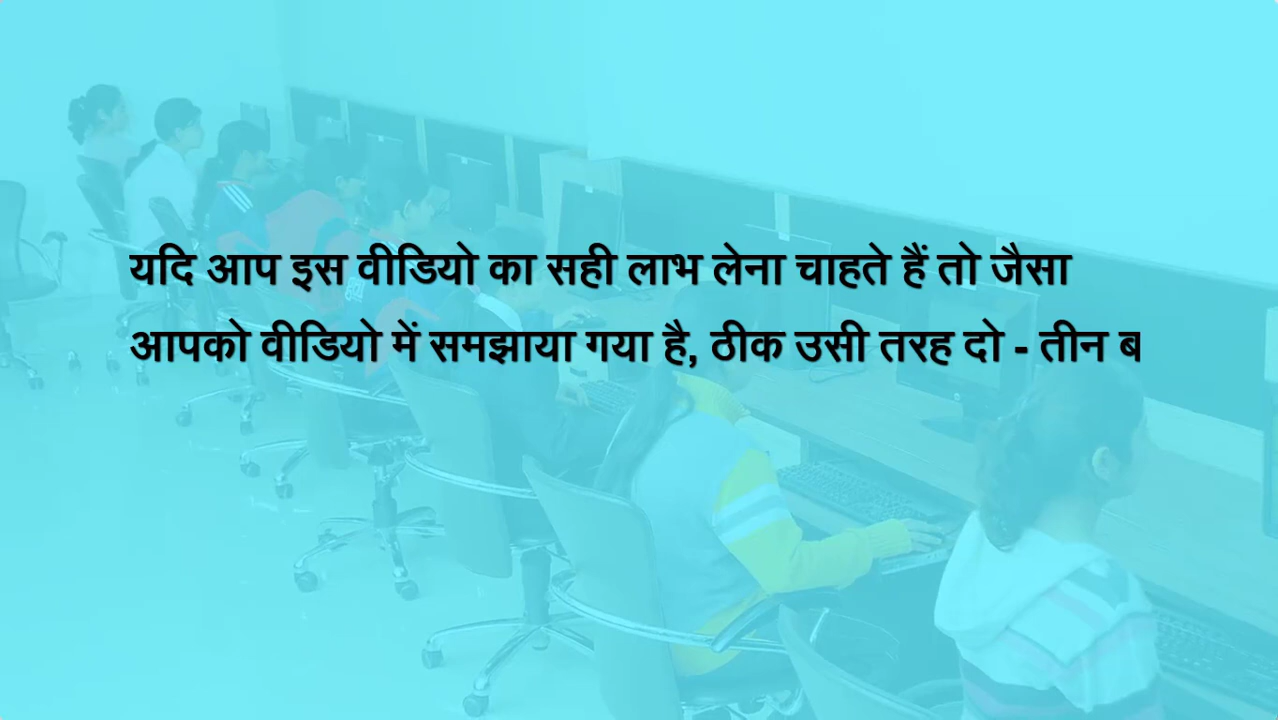 यदि आप इस वीडियो का सही लाभ लेना चाहते हैं तो जैसा
आपको वीडियो में समझाया गया है, ठीक उसी तरह दो - तीन ब